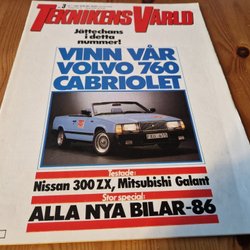 3
TEKNIKENS VÄRLD
Jättechans
i detta
nummer!
VINN VÅR
VOLVO 760
CABRIOLET
Testade:
Nissan 300 ZX, Mitsubishi Galant
Stor special:
ALLA NYA BILAR-86